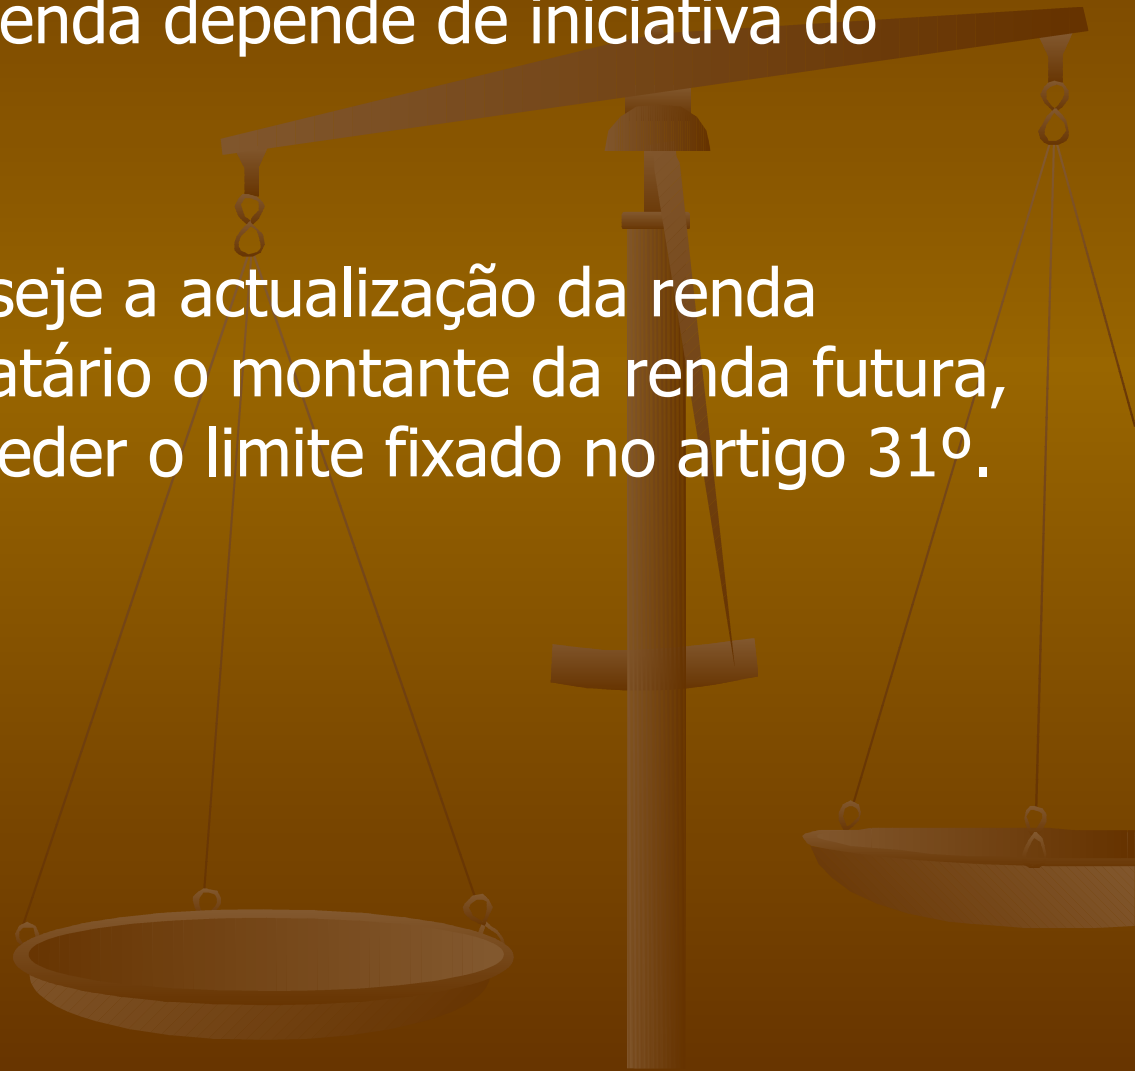 enda depende de iniciativa do
seje a actualização da renda
atário o montante da renda futura,
eder o limite fixado no artigo 31º.